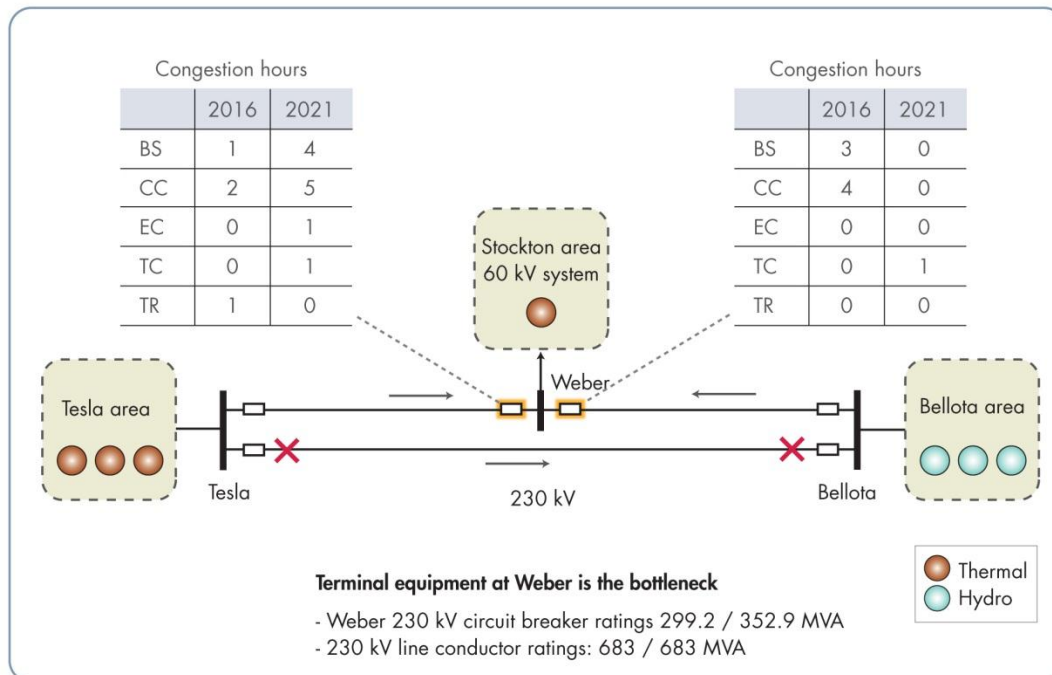 Congestion hours
2016 2021
BS 1 4
CC 2 5
EC 0 1
TC 0 1
TR 1 0
Congestion hours
2016 2021
BS 3 0
CC 4 0
EC 0 0
TC 0 1
TR 0 0
Stockton area
60 kV system
Weber
Tesla area
Bellota area
Tesla
230 kV
Bellota
Thermal
Hydro
Terminal equipment at Weber is the bottleneck
- Weber 230 kV circuit breaker ratings 299.2 / 352.9 MVA
- 230 kV line conductor ratings: 683 / 683 MVA